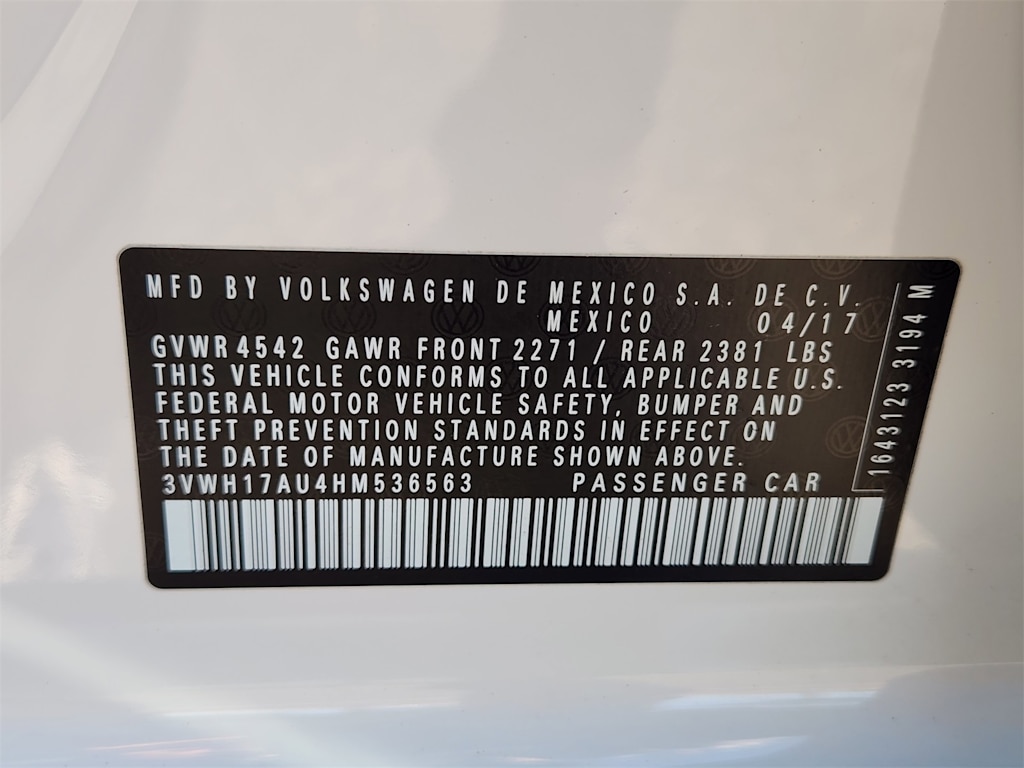 MFD BY VOLKSWAGEN DE MEXICO S.A. DE C.V.
MEXICO 04/17
GVWR 4542 GAWR FRONT 2271 / REAR 2381 LBS
THIS VEHICLE CONFORMS TO ALL APPLICABLE U.S.
FEDERAL MOTOR VEHICLE SAFETY, BUMPER AND
THEFT PREVENTION STANDARDS IN EFFECT ON
THE DATE OF MANUFACTURE SHOWN ABOVE.
3VWH17AU4HM536563 PASSENGER CAR
1643123 3194 M